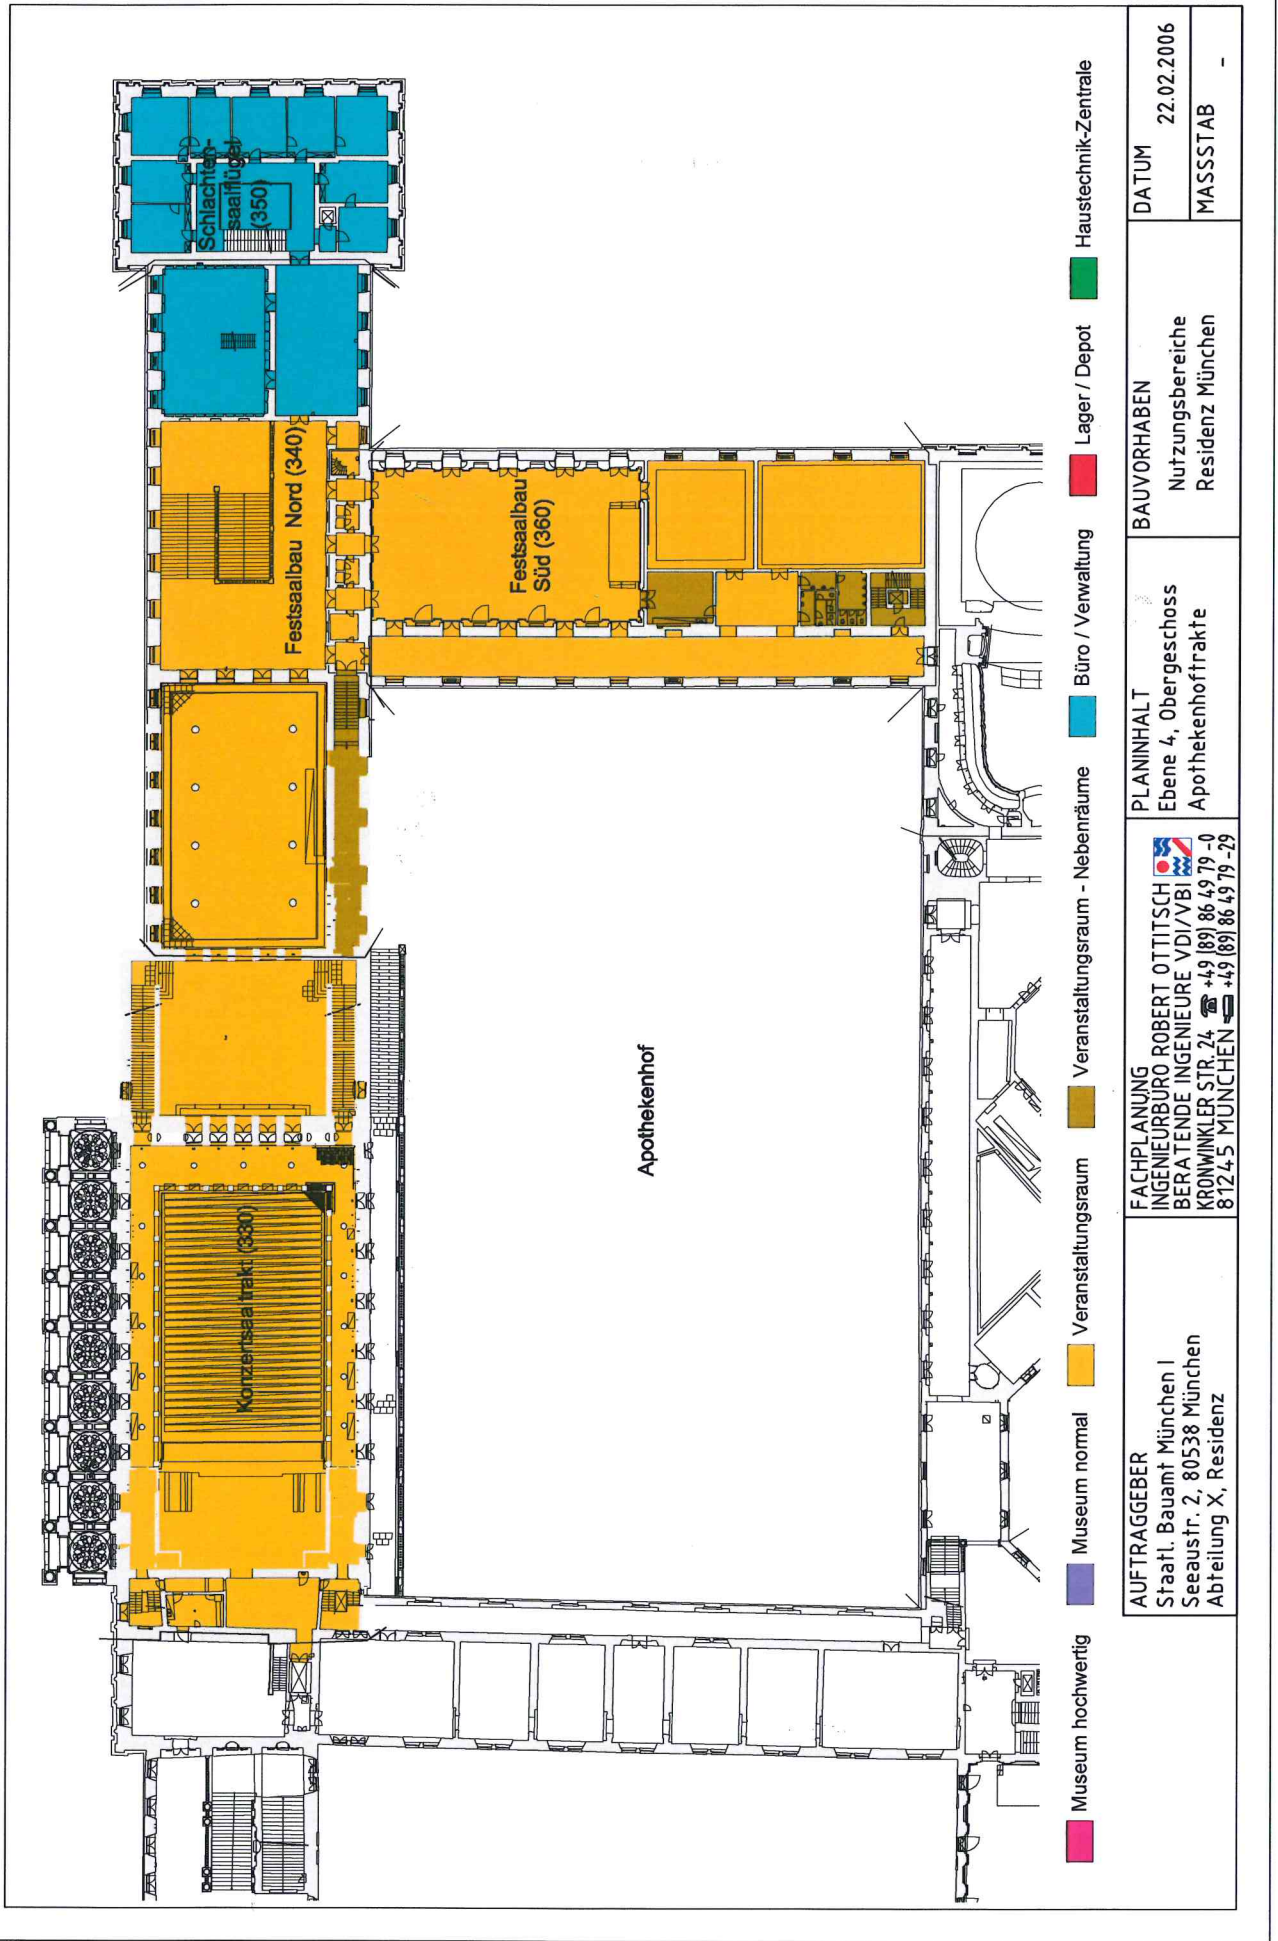 Schlachten-
saalflügel
(350)
Festsaalbau Nord (340)
Festsaalbau
Süd (360)
Konzertsaaltrakt (330)
Apothekenhof
Museum hochwertig
Museum normal
Veranstaltungsraum
Veranstaltungsraum - Nebenräume
Büro / Verwaltung
Lager / Depot
Haustechnik-Zentrale
AUFTRAGGEBER
Staatl. Bauamt München I
Seeaustr. 2, 80538 München
Abteilung X, Residenz
FACHPLANUNG
INGENIEURBÜRO ROBERT OTTITSCH
BERATENDE INGENIEURE VDI/VBI
KRONWINKLER STR. 24 ☎ +49 (89) 86 49 79 -0
81245 MÜNCHEN +49 (89) 86 49 79 -29
PLANINHALT
Ebene 4, Obergeschoss
Apothekenhoftrakte
BAUVORHABEN
Nutzungsbereiche
Residenz München
DATUM
22.02.2006
MASSSTAB
-